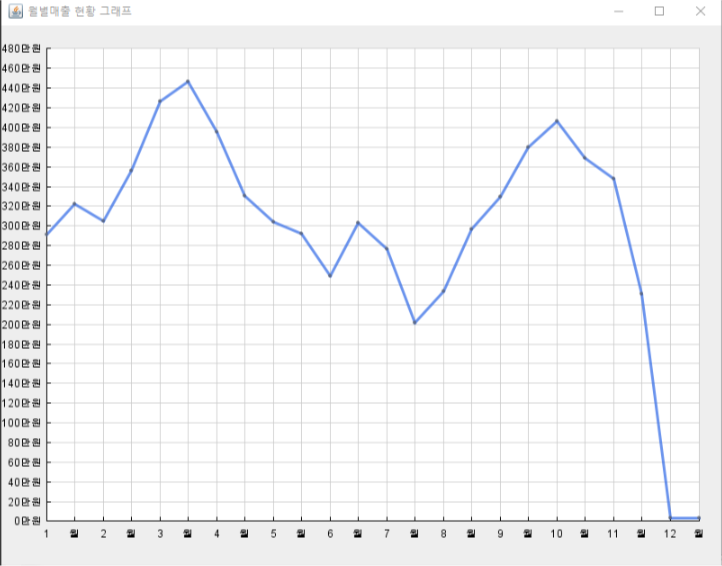 월별매출 현황 그래프
480만원
460만원
440만원
420만원
400만원
380만원
360만원
340만원
320만원
300만원
280만원
260만원
240만원
220만원
200만원
180만원
160만원
140만원
120만원
100만원
80만원
60만원
40만원
20만원
0만원
1 월 2 월 3 월 4 월 5 월 6 월 7 월 8 월 9 월 10 월 11 월 12 월